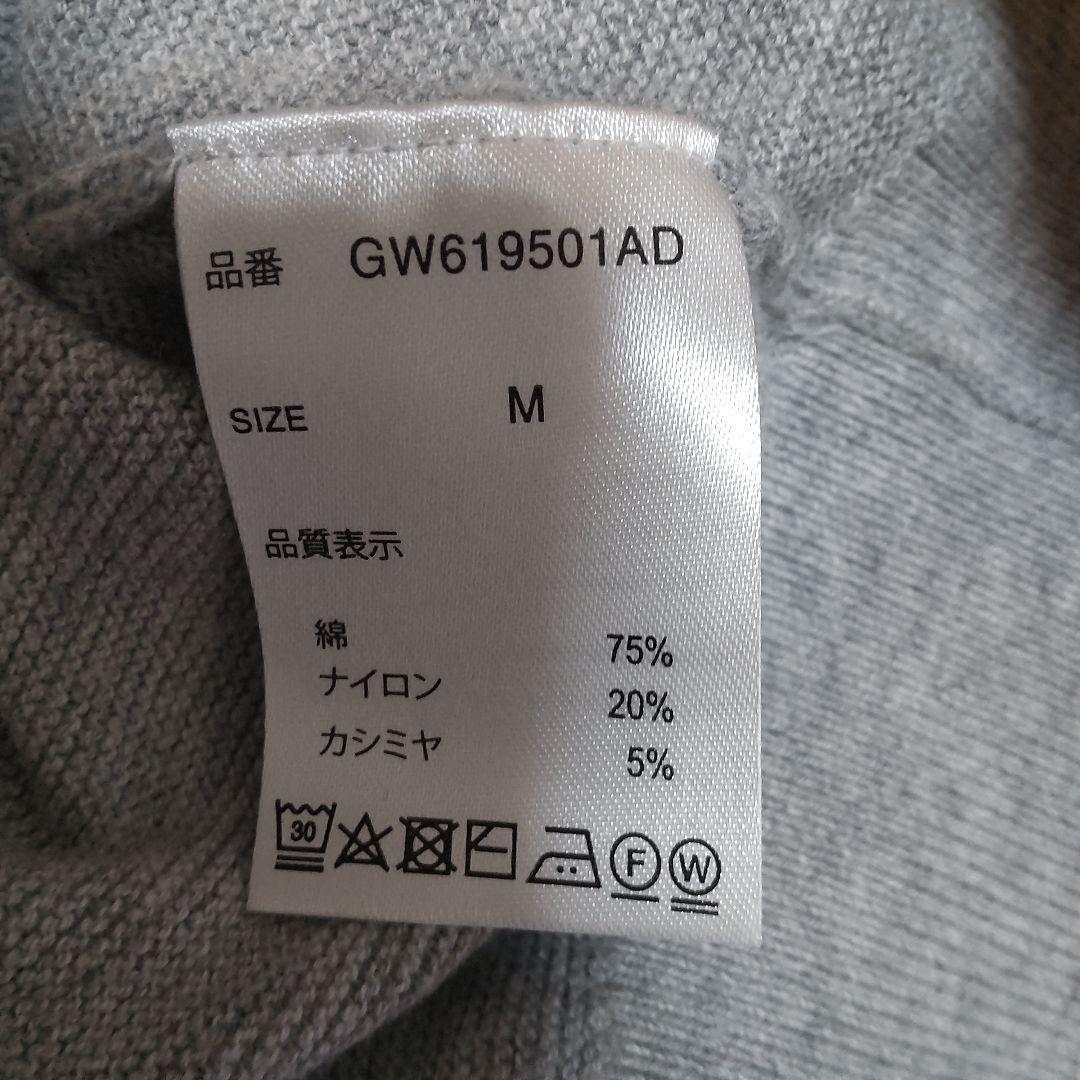 品番 GW619501AD
SIZE M
品質表示
綿 75%
ナイロン 20%
カシミヤ 5%
30 F W